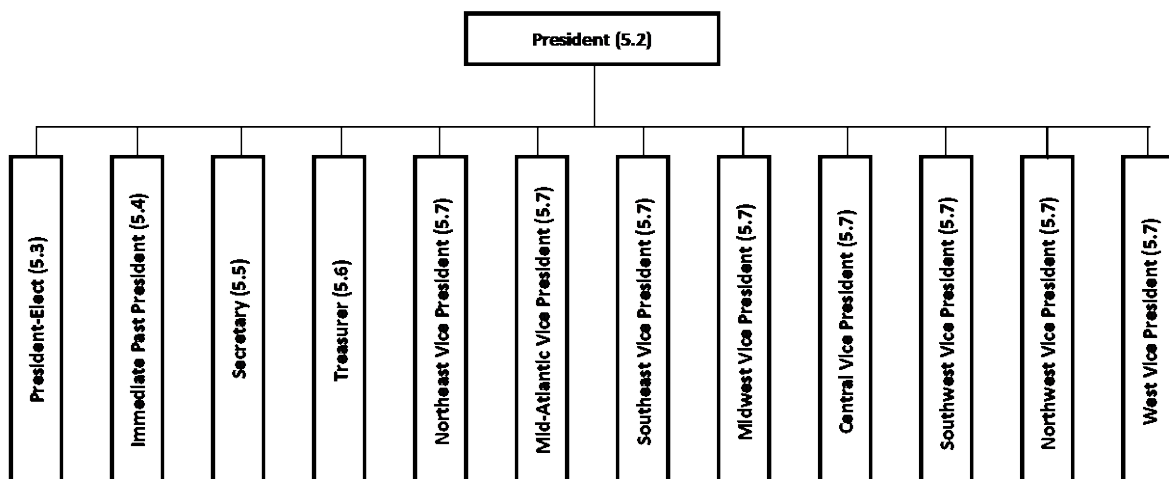 President (5.2)
President-Elect (5.3)
Immediate Past President (5.4)
Secretary (5.5)
Treasurer (5.6)
Northeast Vice President (5.7)
Mid-Atlantic Vice President (5.7)
Southeast Vice President (5.7)
Midwest Vice President (5.7)
Central Vice President (5.7)
Southwest Vice President (5.7)
Northwest Vice President (5.7)
West Vice President (5.7)